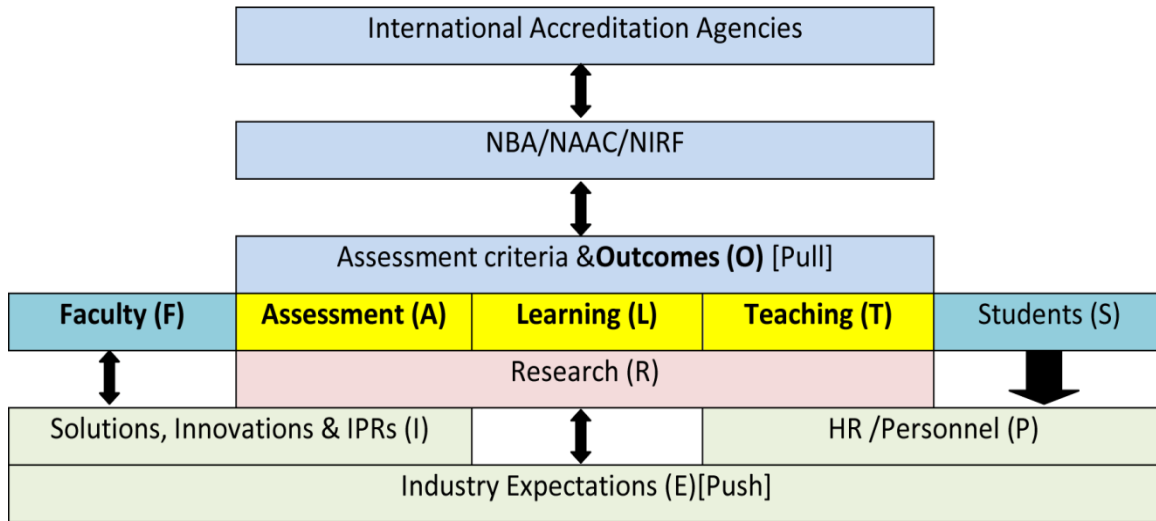 International Accreditation Agencies
NBA/NAAC/NIRF
Assessment criteria &Outcomes (O) [Pull]
Faculty (F)
Assessment (A)
Learning (L)
Teaching (T)
Students (S)
Research (R)
Solutions, Innovations & IPRs (I)
HR /Personnel (P)
Industry Expectations (E)[Push]